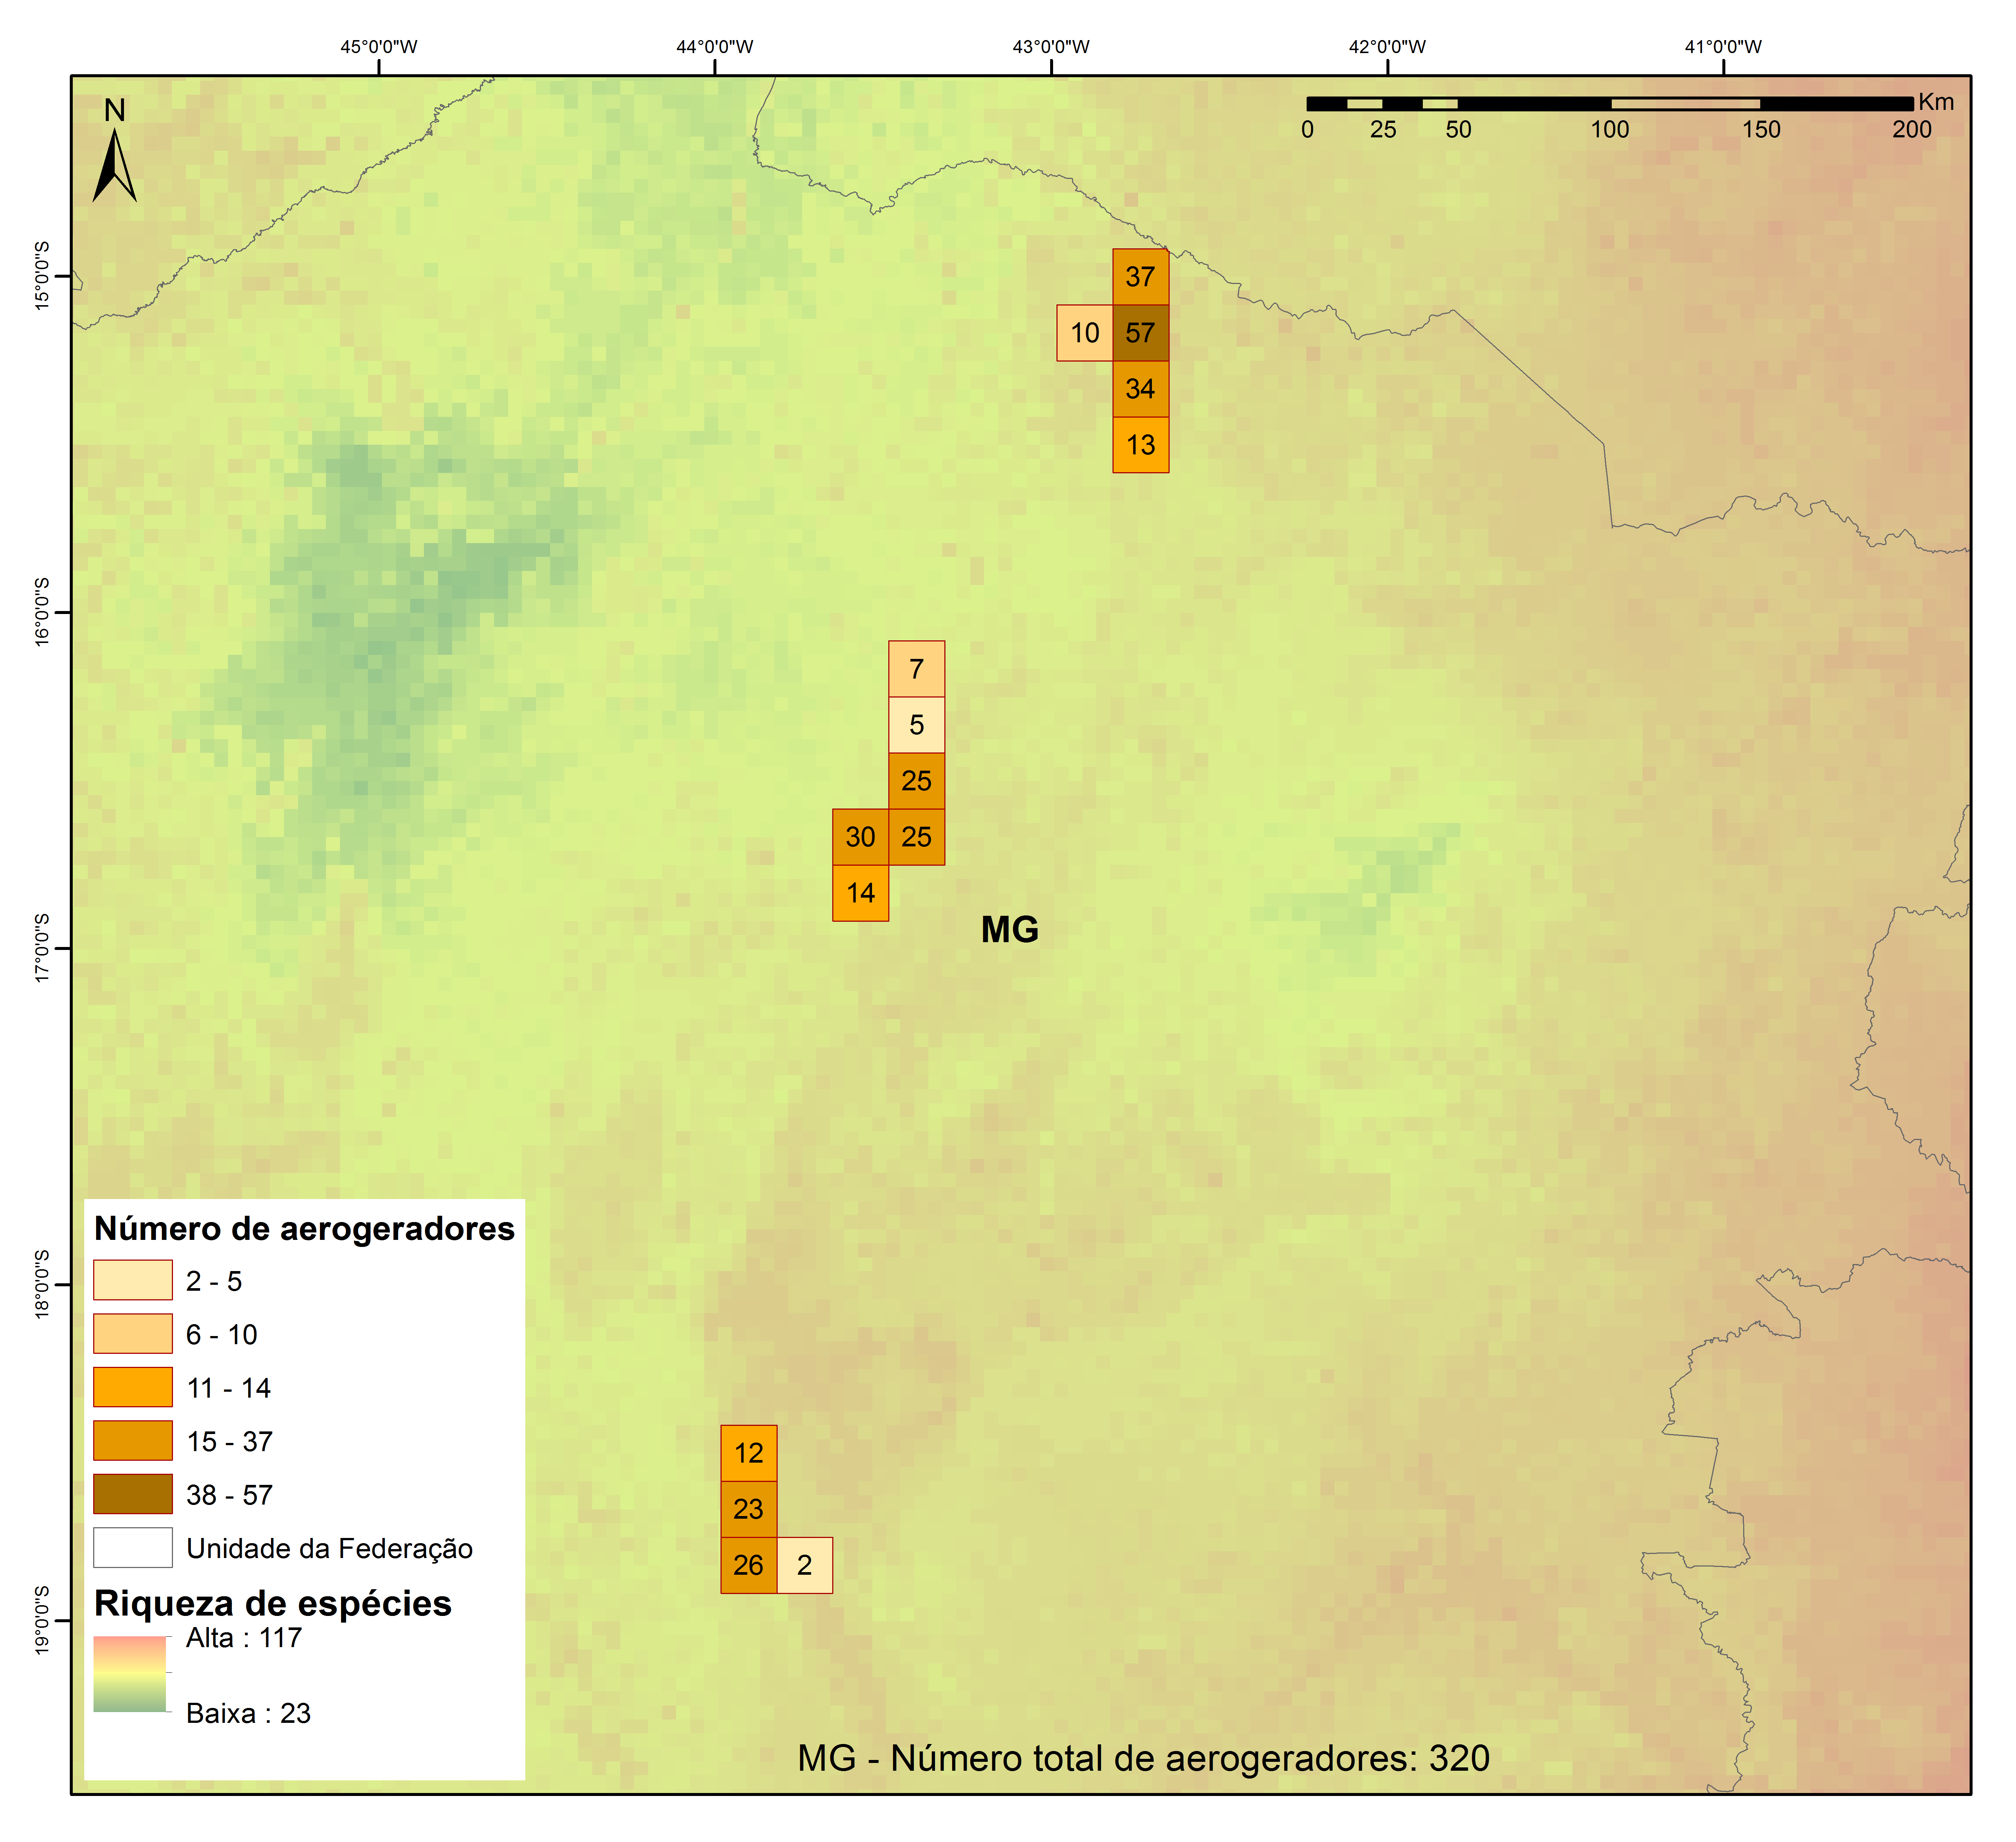 45°0'0"W
44°0'0"W
43°0'0"W
42°0'0"W
41°0'0"W
N
Km
0 25 50 100 150 200
15°0'0"S
37
10 57
34
13
16°0'0"S
7
5
25
30 25
14
MG
17°0'0"S
18°0'0"S
12
23
26 2
19°0'0"S
Número de aerogeradores
2 - 5
6 - 10
11 - 14
15 - 37
38 - 57
Unidade da Federação
Riqueza de espécies
Alta : 117
Baixa : 23
MG - Número total de aerogeradores: 320